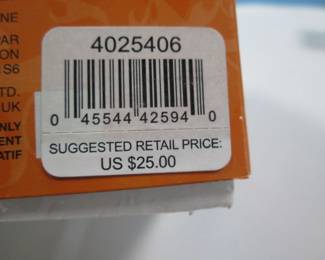 NE
PAR
ON
S6
TD.
UK
NLY
ENT
ATIF
4025406
0 45544 42594 0
SUGGESTED RETAIL PRICE:
US $25.00